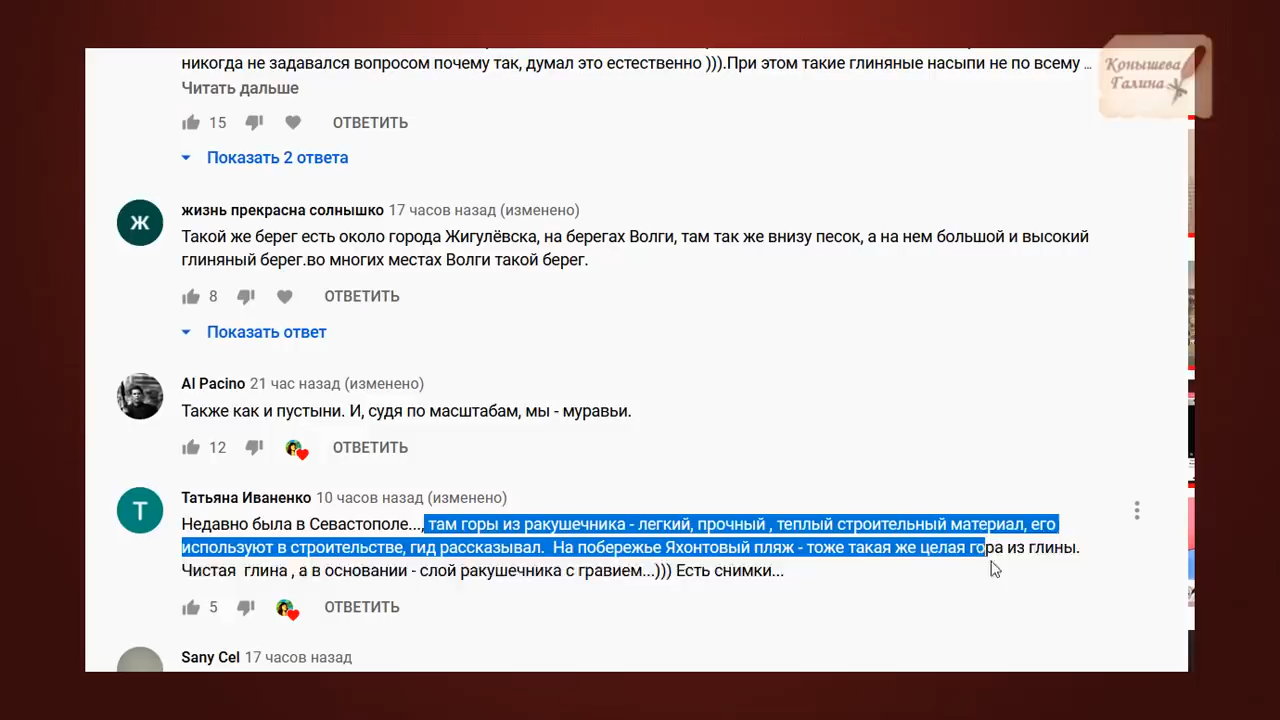 никогда не задавался вопросом почему так, думал это естественно ))).При этом такие глиняные насыпи не по всему ...
Читать дальше
15 ОТВЕТИТЬ
Показать 2 ответа
Конышева
Галина
жизнь прекрасна солнышко 17 часов назад (изменено)
Ж
Такой же берег есть около города Жигулёвска, на берегах Волги, там так же внизу песок, а на нем большой и высокий
глиняный берег.во многих местах Волги такой берег.
8 ОТВЕТИТЬ
Показать ответ
Al Pacino 21 час назад (изменено)
Также как и пустыни. И, судя по масштабам, мы - муравьи.
12 ОТВЕТИТЬ
Татьяна Иваненко 10 часов назад (изменено)
Т
Недавно была в Севастополе..., там горы из ракушечника - легкий, прочный , теплый строительный материал, его
используют в строительстве, гид рассказывал. На побережье Яхонтовый пляж - тоже такая же целая гора из глины.
Чистая глина , а в основании - слой ракушечника с гравием...))) Есть снимки...
5 ОТВЕТИТЬ
Sany Cel 17 часов назад